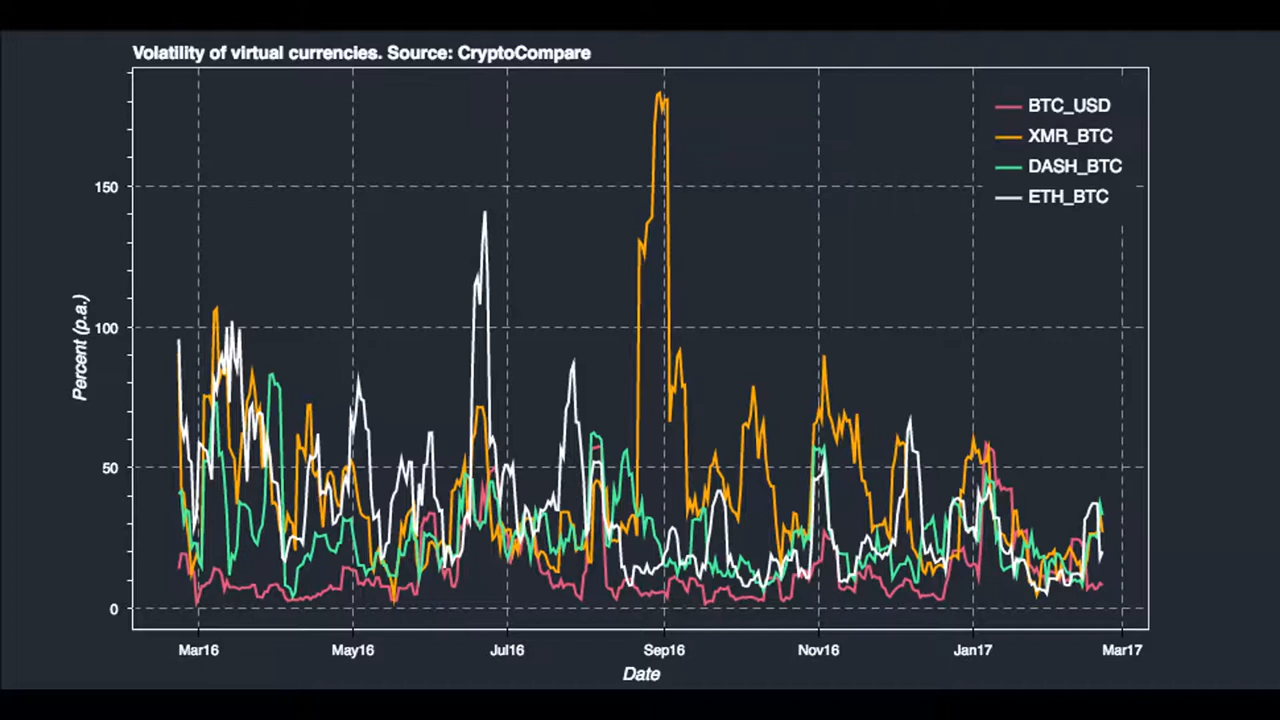 Volatility of virtual currencies. Source: CryptoCompare
BTC_USD
XMR_BTC
DASH_BTC
ETH_BTC
150
100
50
0
Percent (p.a.)
Mar16 May16 Jul16 Sep16 Nov16 Jan17 Mar17
Date